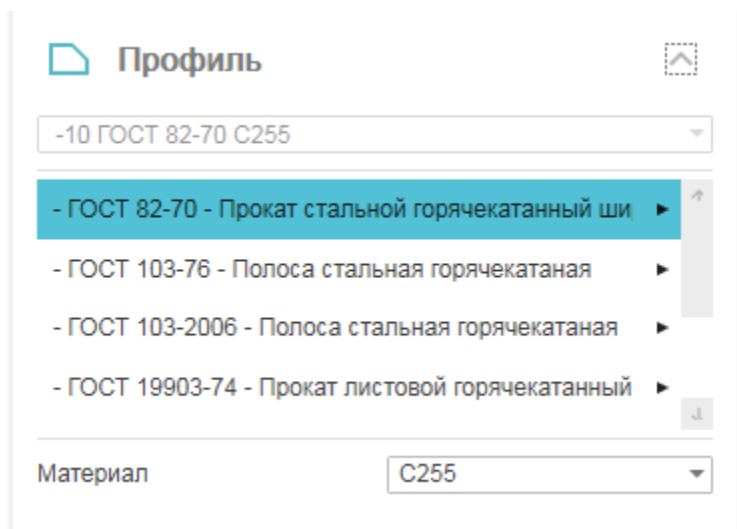 Профиль
-10 ГОСТ 82-70 С255
- ГОСТ 82-70 - Прокат стальной горячекатанный ши
- ГОСТ 103-76 - Полоса стальная горячекатаная
- ГОСТ 103-2006 - Полоса стальная горячекатаная
- ГОСТ 19903-74 - Прокат листовой горячекатанный
Материал С255